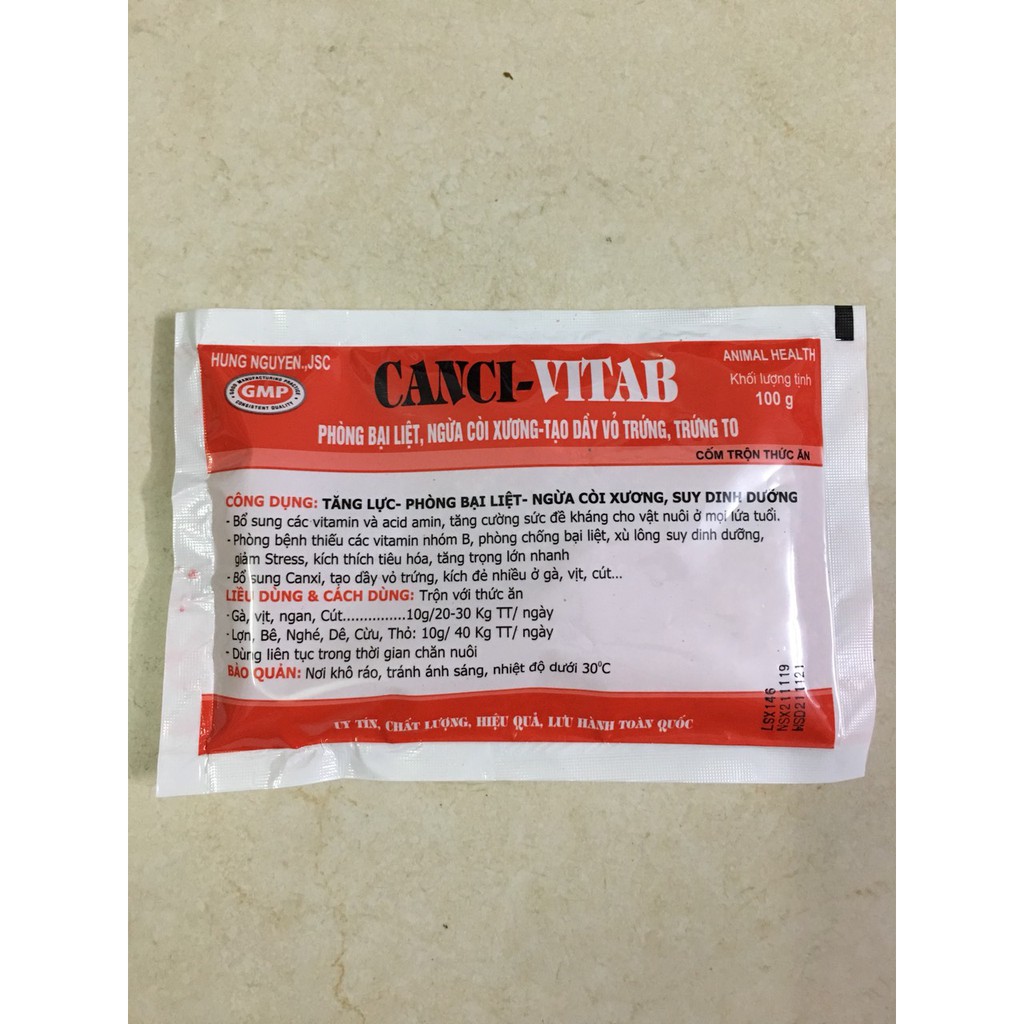 HUNG NGUYEN.,JSC
GOOD MANUFACTURING PRACTICE
GMP
CONSISTENT QUALITY
CANCI-VITAB
ANIMAL HEALTH
Khối lượng tịnh
100 g
PHÒNG BẠI LIỆT, NGỪA CÒI XƯƠNG-TẠO DẦY VỎ TRỨNG, TRỨNG TO
CỐM TRỘN THỨC ĂN
CÔNG DỤNG: TĂNG LỰC- PHÒNG BẠI LIỆT- NGỪA CÒI XƯƠNG, SUY DINH DƯỚNG
- Bổ sung các vitamin và acid amin, tăng cường sức đề kháng cho vật nuôi ở mọi lứa tuổi.
- Phòng bệnh thiếu các vitamin nhóm B, phòng chống bại liệt, xù lông suy dinh dưỡng,
giảm Stress, kích thích tiêu hóa, tăng trọng lớn nhanh
- Bổ sung Canxi, tạo dầy vỏ trứng, kích đẻ nhiều ở gà, vịt, cút...
LIỀU DÙNG & CÁCH DÙNG: Trộn với thức ăn
- Gà, vịt, ngan, Cút...............10g/20-30 Kg TT/ ngày
- Lợn, Bê, Nghé, Dê, Cừu, Thỏ: 10g/ 40 Kg TT/ ngày
- Dùng liên tục trong thời gian chăn nuôi
BẢO QUẢN: Nơi khô ráo, tránh ánh sáng, nhiệt độ dưới 30°C
LSX146
NSX211119
HSD211121
UY TÍN, CHẤT LƯỢNG, HIỆU QUẢ, LƯU HÀNH TOÀN QUỐC